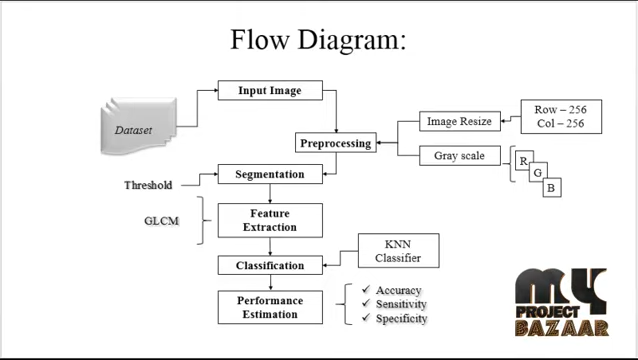 Flow Diagram:
Input Image
Dataset
Row – 256
Col – 256
Image Resize
Preprocessing
Gray scale
R
G
B
Segmentation
Threshold
GLCM
Feature
Extraction
KNN
Classifier
Classification
Performance
Estimation
✓ Accuracy
✓ Sensitivity
✓ Specificity
MY
PROJECT
BAZAAR